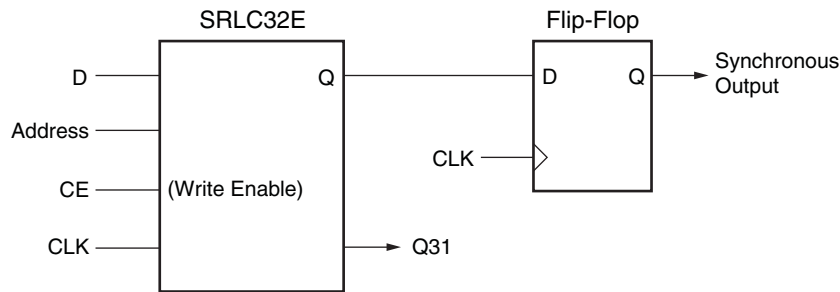 SRLC32E
Flip-Flop
D
Q
D
Q
Synchronous
Output
Address
CLK
CE
(Write Enable)
CLK
Q31